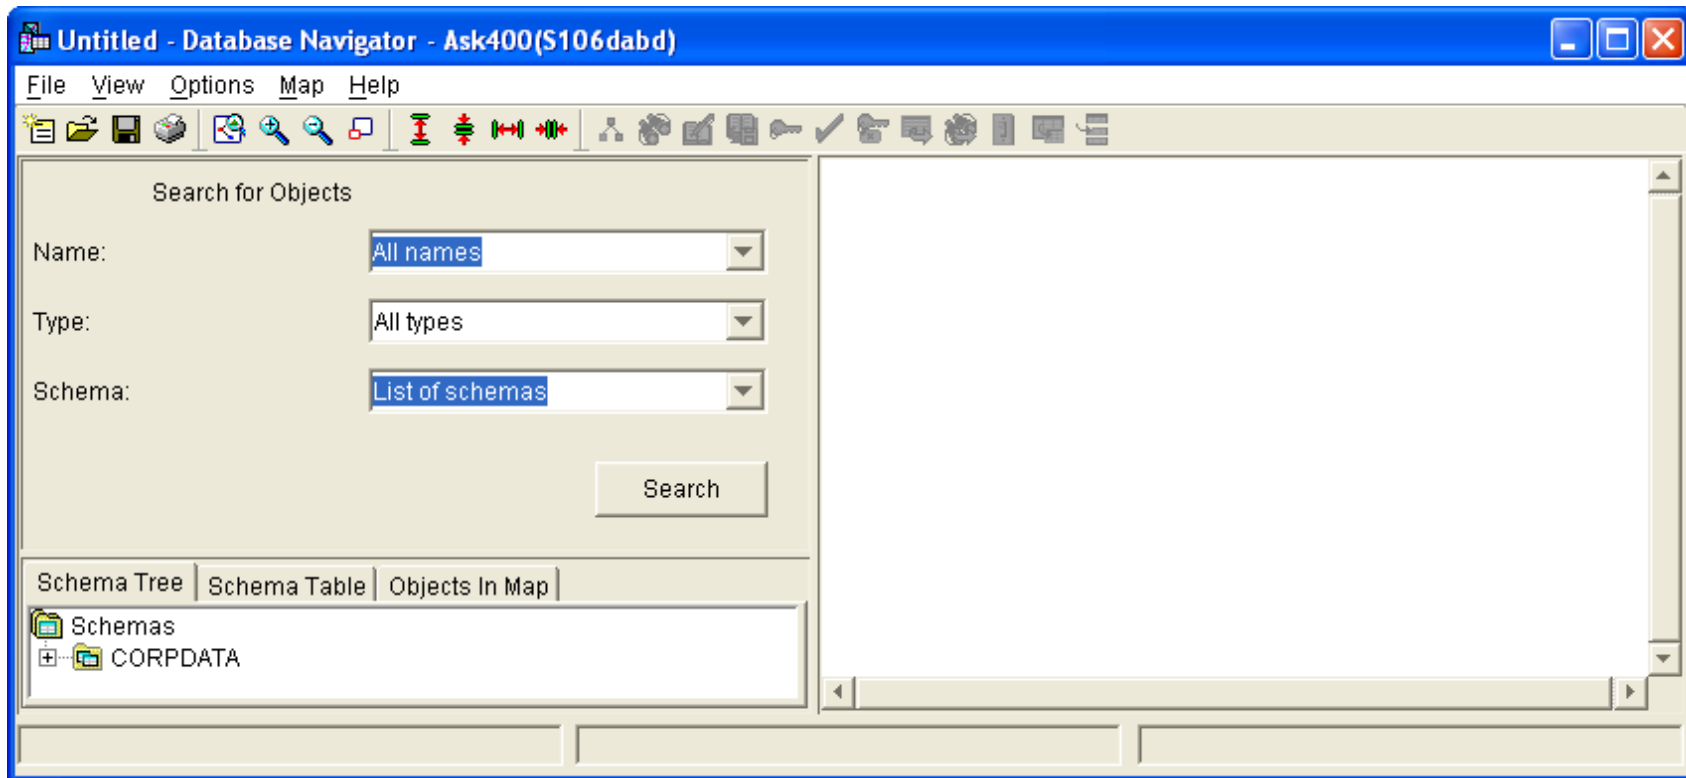 Untitled - Database Navigator - Ask400(S106dabd)
File View Options Map Help
Search for Objects
Name: All names
Type: All types
Schema: List of schemas
Search
Schema Tree Schema Table Objects In Map
Schemas
CORPDATA